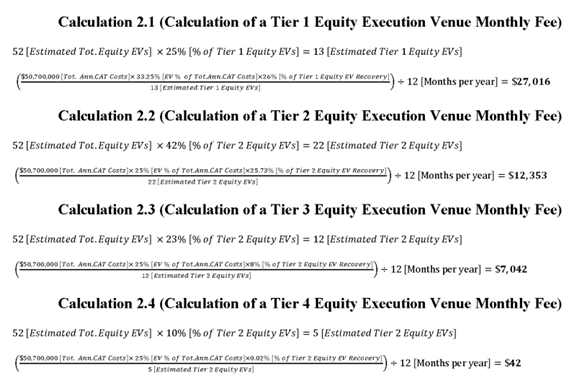 Calculation 2.1 (Calculation of a Tier 1 Equity Execution Venue Monthly Fee)
52 [Estimated Tot. Equity EVs] × 25% [% of Tier 1 Equity EVs] = 13 [Estimated Tier 1 Equity EVs]
($50,700,000 [Tot. Ann.CAT Costs]× 33.25% [EV % of Tot.Ann.CAT Costs]×26% [% of Tier 1 Equity EV Recovery] / 13 [Estimated Tier 1 Equity EVs]) ÷ 12 [Months per year] = $27,016
Calculation 2.2 (Calculation of a Tier 2 Equity Execution Venue Monthly Fee)
52 [Estimated Tot. Equity EVs] × 42% [% of Tier 2 Equity EVs] = 22 [Estimated Tier 2 Equity EVs]
($50,700,000 [Tot. Ann.CAT Costs]× 25% [EV % of Tot.Ann.CAT Costs]×25.73% [% of Tier 2 Equity EV Recovery] / 22 [Estimated Tier 2 Equity EVs]) ÷ 12 [Months per year] = $12,353
Calculation 2.3 (Calculation of a Tier 3 Equity Execution Venue Monthly Fee)
52 [Estimated Tot. Equity EVs] × 23% [% of Tier 2 Equity EVs] = 12 [Estimated Tier 2 Equity EVs]
($50,700,000 [Tot. Ann.CAT Costs]× 25% [EV % of Tot.Ann.CAT Costs]×8% [% of Tier 2 Equity EV Recovery] / 12 [Estimated Tier 2 Equity EVs]) ÷ 12 [Months per year] = $7,042
Calculation 2.4 (Calculation of a Tier 4 Equity Execution Venue Monthly Fee)
52 [Estimated Tot. Equity EVs] × 10% [% of Tier 2 Equity EVs] = 5 [Estimated Tier 2 Equity EVs]
($50,700,000 [Tot. Ann.CAT Costs]× 25% [EV % of Tot.Ann.CAT Costs]×0.02% [% of Tier 2 Equity EV Recovery] / 5 [Estimated Tier 2 Equity EVs]) ÷ 12 [Months per year] = $42